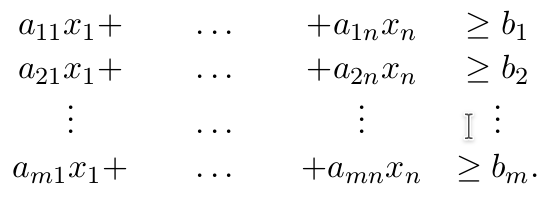 a₁₁x₁+ … +a₁ₙxₙ ≥ b₁
a₂₁x₁+ … +a₂ₙxₙ ≥ b₂
⋮ … ⋮ ⋮
aₘ₁x₁+ … +aₘₙxₙ ≥ bₘ.